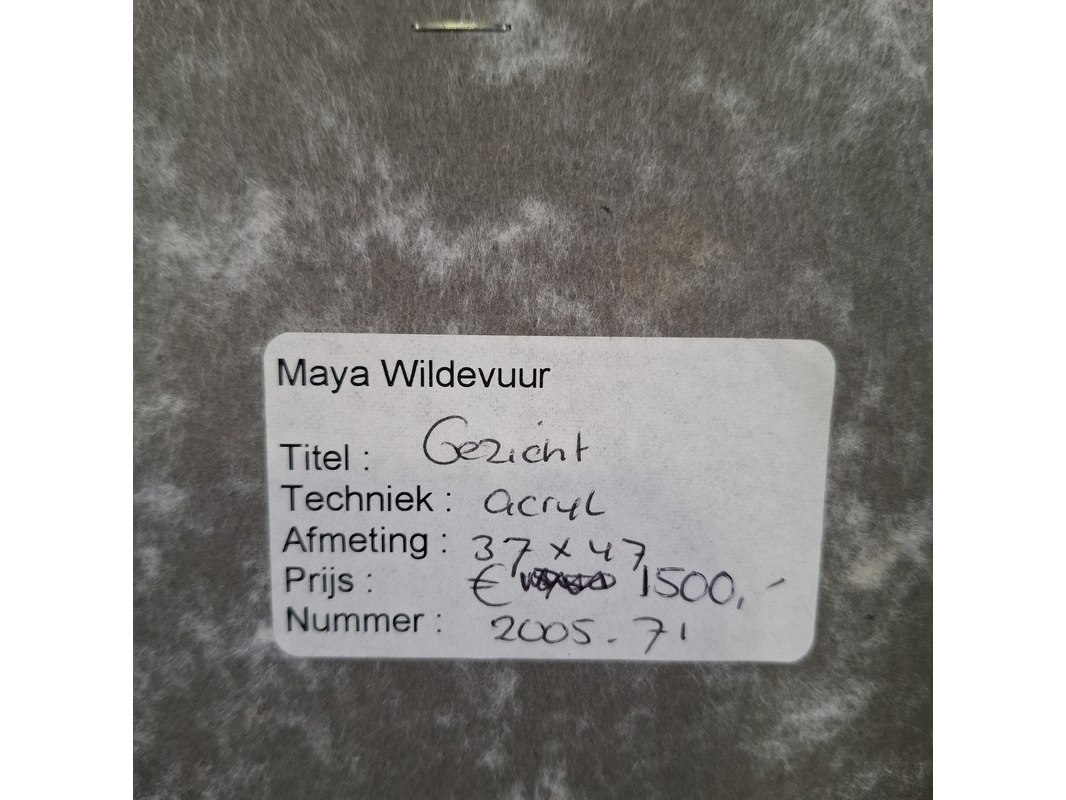 Maya Wildevuur
Titel : Gezicht
Techniek : acryl
Afmeting : 37 x 47
Prijs : € 1500,-
Nummer : 2005.71